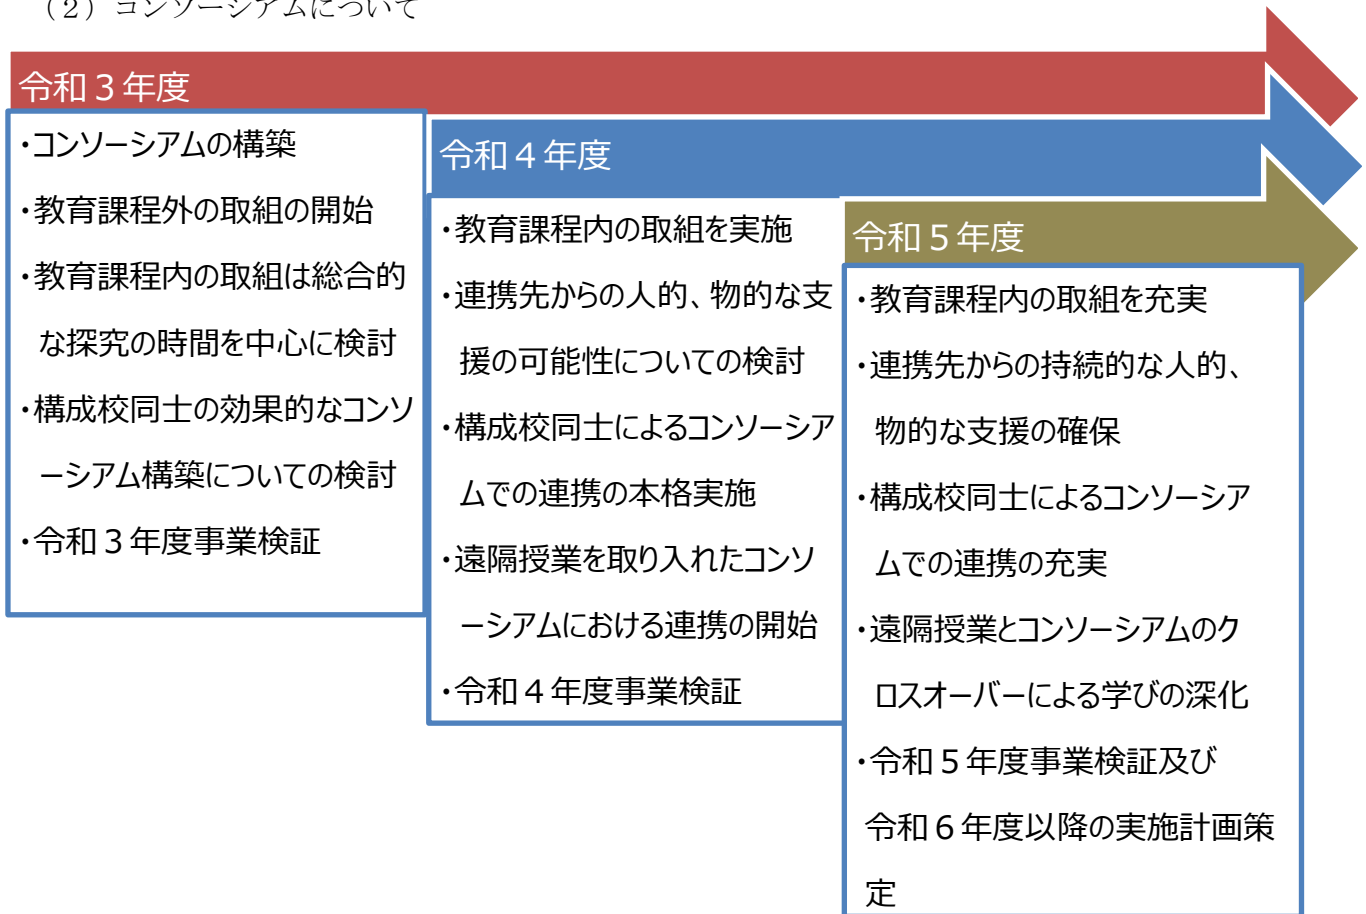 （２）コンソーシアムについて
令和３年度
・コンソーシアムの構築
・教育課程外の取組の開始
・教育課程内の取組は総合的
な探究の時間を中心に検討
・構成校同士の効果的なコンソ
ーシアム構築についての検討
・令和３年度事業検証
令和４年度
・教育課程内の取組を実施
・連携先からの人的、物的な支
援の可能性についての検討
・構成校同士によるコンソーシア
ムでの連携の本格実施
・遠隔授業を取り入れたコンソ
ーシアムにおける連携の開始
・令和４年度事業検証
令和５年度
・教育課程内の取組を充実
・連携先からの持続的な人的、
物的な支援の確保
・構成校同士によるコンソーシア
ムでの連携の充実
・遠隔授業とコンソーシアムのク
ロスオーバーによる学びの深化
・令和５年度事業検証及び
令和６年度以降の実施計画策
定